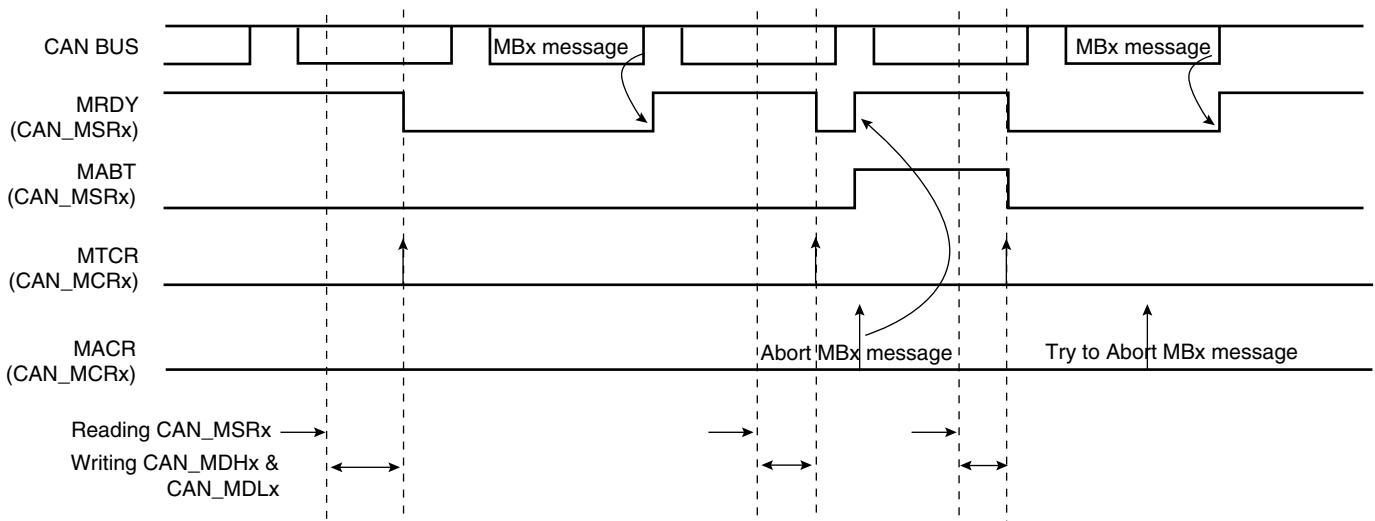 CAN BUS
MBx message
MBx message
MRDY
(CAN_MSRx)
MABT
(CAN_MSRx)
MTCR
(CAN_MCRx)
MACR
(CAN_MCRx)
Abort MBx message
Try to Abort MBx message
Reading CAN_MSRx
Writing CAN_MDHx &
CAN_MDLx